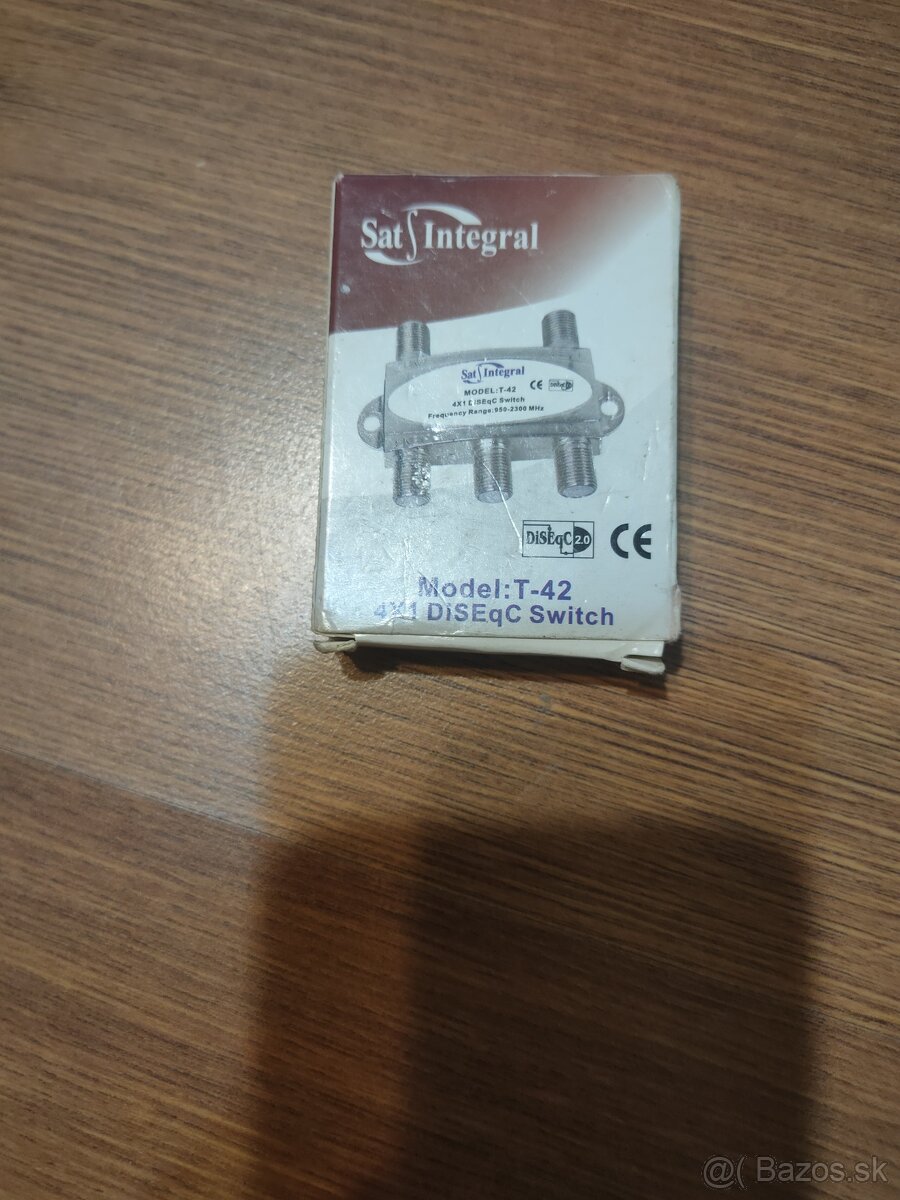 Sat Integral
Sat Integral
MODEL:T-42
4X1 DiSEqC Switch
Frequency Range:950-2300 MHz
CE
DiSEqC 2.0
CE
Model:T-42
4X1 DiSEqC Switch
@( Bazos.sk